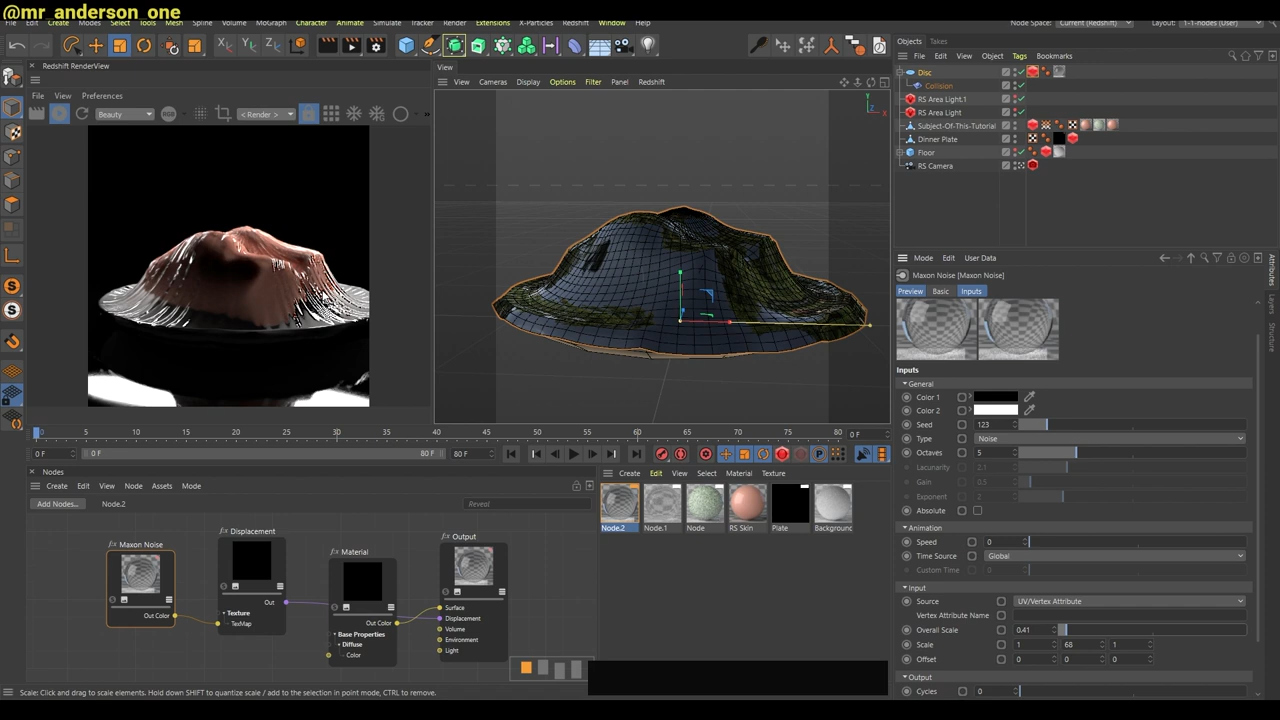 @mr_anderson_one
File Edit Create Modes Select Tools Mesh Spline Volume MoGraph Character Animate Simulate Tracker Render Extensions X-Particles Redshift Window Help
Node Space: Current (Redshift) Layout: 1-1-nodes (User)
Redshift RenderView
File View Preferences
Beauty
RGB
< Render >
View
View Cameras Display Options Filter Panel Redshift
Y
Z
X
Objects Takes
File Edit View Object Tags Bookmarks
Disc
Collision
RS Area Light.1
RS Area Light
Subject-Of-This-Tutorial
Dinner Plate
Floor
RS Camera
Mode Edit User Data
Maxon Noise [Maxon Noise]
Preview Basic Inputs
Inputs
General
Color 1
Color 2
Seed 123
Type Noise
Octaves 5
Lacunarity 2.1
Gain 0.5
Exponent 2
Absolute
Animation
Speed 0
Time Source Global
Custom Time 0
Input
Source UV/Vertex Attribute
Vertex Attribute Name
Overall Scale 0.41
Scale 1 68 1
Offset 0 0 0
Output
Cycles 0
Attributes
Layers
Structure
0 5 10 15 20 25 30 35 40 45 50 55 60 65 70 75 80 0 F
0 F 0 F 80 F 80 F
Nodes
Create Edit View Node Assets Mode
Add Nodes... Node.2 Reveal
Maxon Noise
Out Color
Displacement
Out
Texture
TexMap
Material
Out Color
Base Properties
Diffuse
Color
Output
Surface
Displacement
Volume
Environment
Light
Create Edit View Select Material Texture
Node.2 Node.1 Node RS Skin Plate Background
Scale: Click and drag to scale elements. Hold down SHIFT to quantize scale / add to the selection in point mode, CTRL to remove.